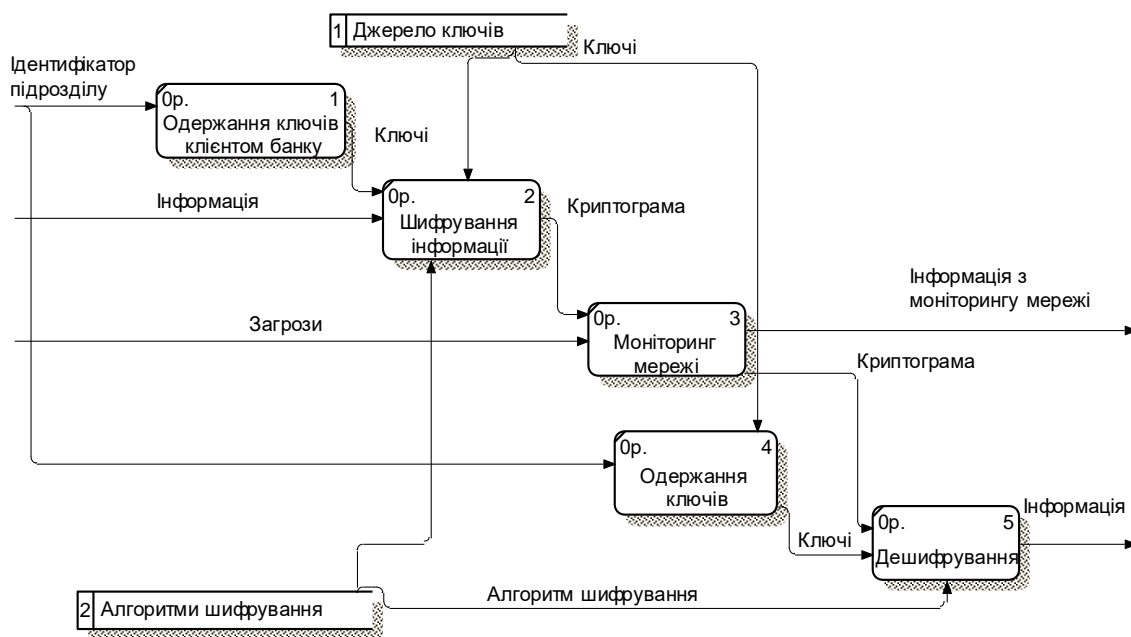 1 Джерело ключів
Ключі
Ідентифікатор
підрозділу
0р. 1
Одержання ключів
клієнтом банку
Ключі
Інформація
0р. 2
Шифрування
інформації
Криптограма
Інформація з
моніторингу мережі
Загрози
0р. 3
Моніторинг
мережі
Криптограма
0р. 4
Одержання
ключів
Ключі
0р. 5
Дешифрування
Інформація
2 Алгоритми шифрування
Алгоритм шифрування